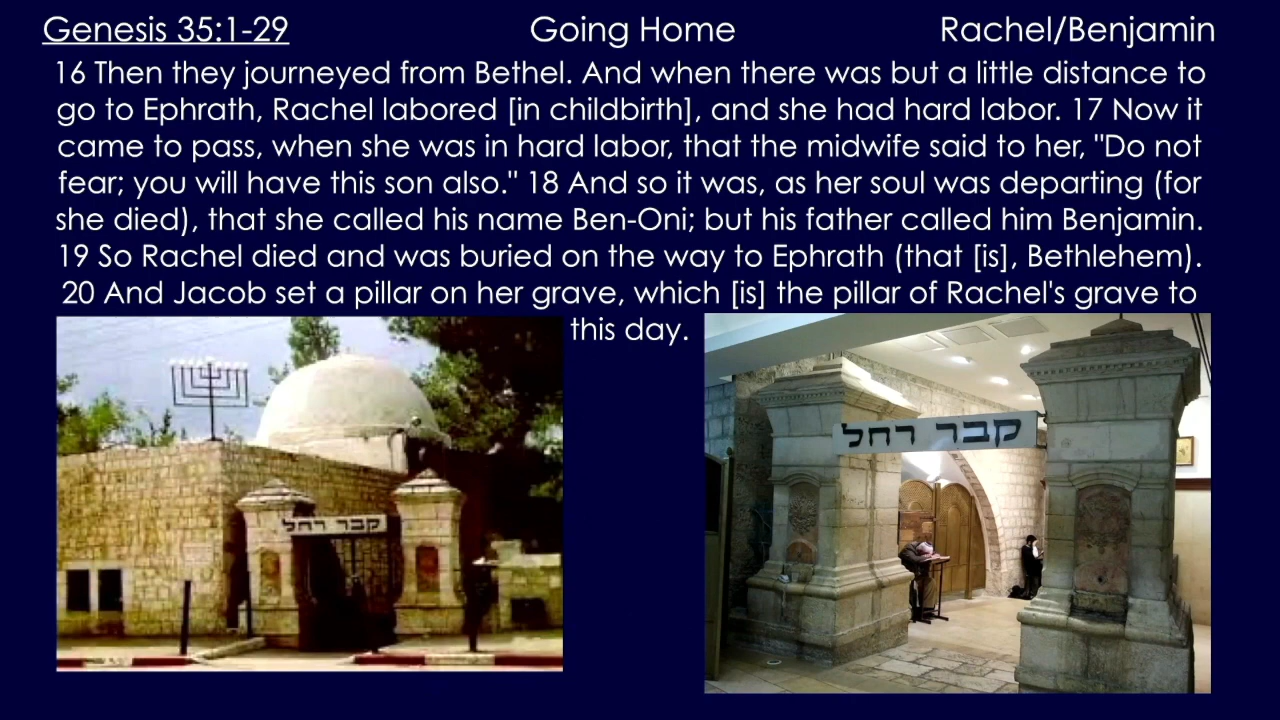 Genesis 35:1-29 Going Home Rachel/Benjamin
16 Then they journeyed from Bethel. And when there was but a little distance to
go to Ephrath, Rachel labored [in childbirth], and she had hard labor. 17 Now it
came to pass, when she was in hard labor, that the midwife said to her, "Do not
fear; you will have this son also." 18 And so it was, as her soul was departing (for
she died), that she called his name Ben-Oni; but his father called him Benjamin.
19 So Rachel died and was buried on the way to Ephrath (that [is], Bethlehem).
20 And Jacob set a pillar on her grave, which [is] the pillar of Rachel's grave to
this day.
קבר רחל
קבר רחל